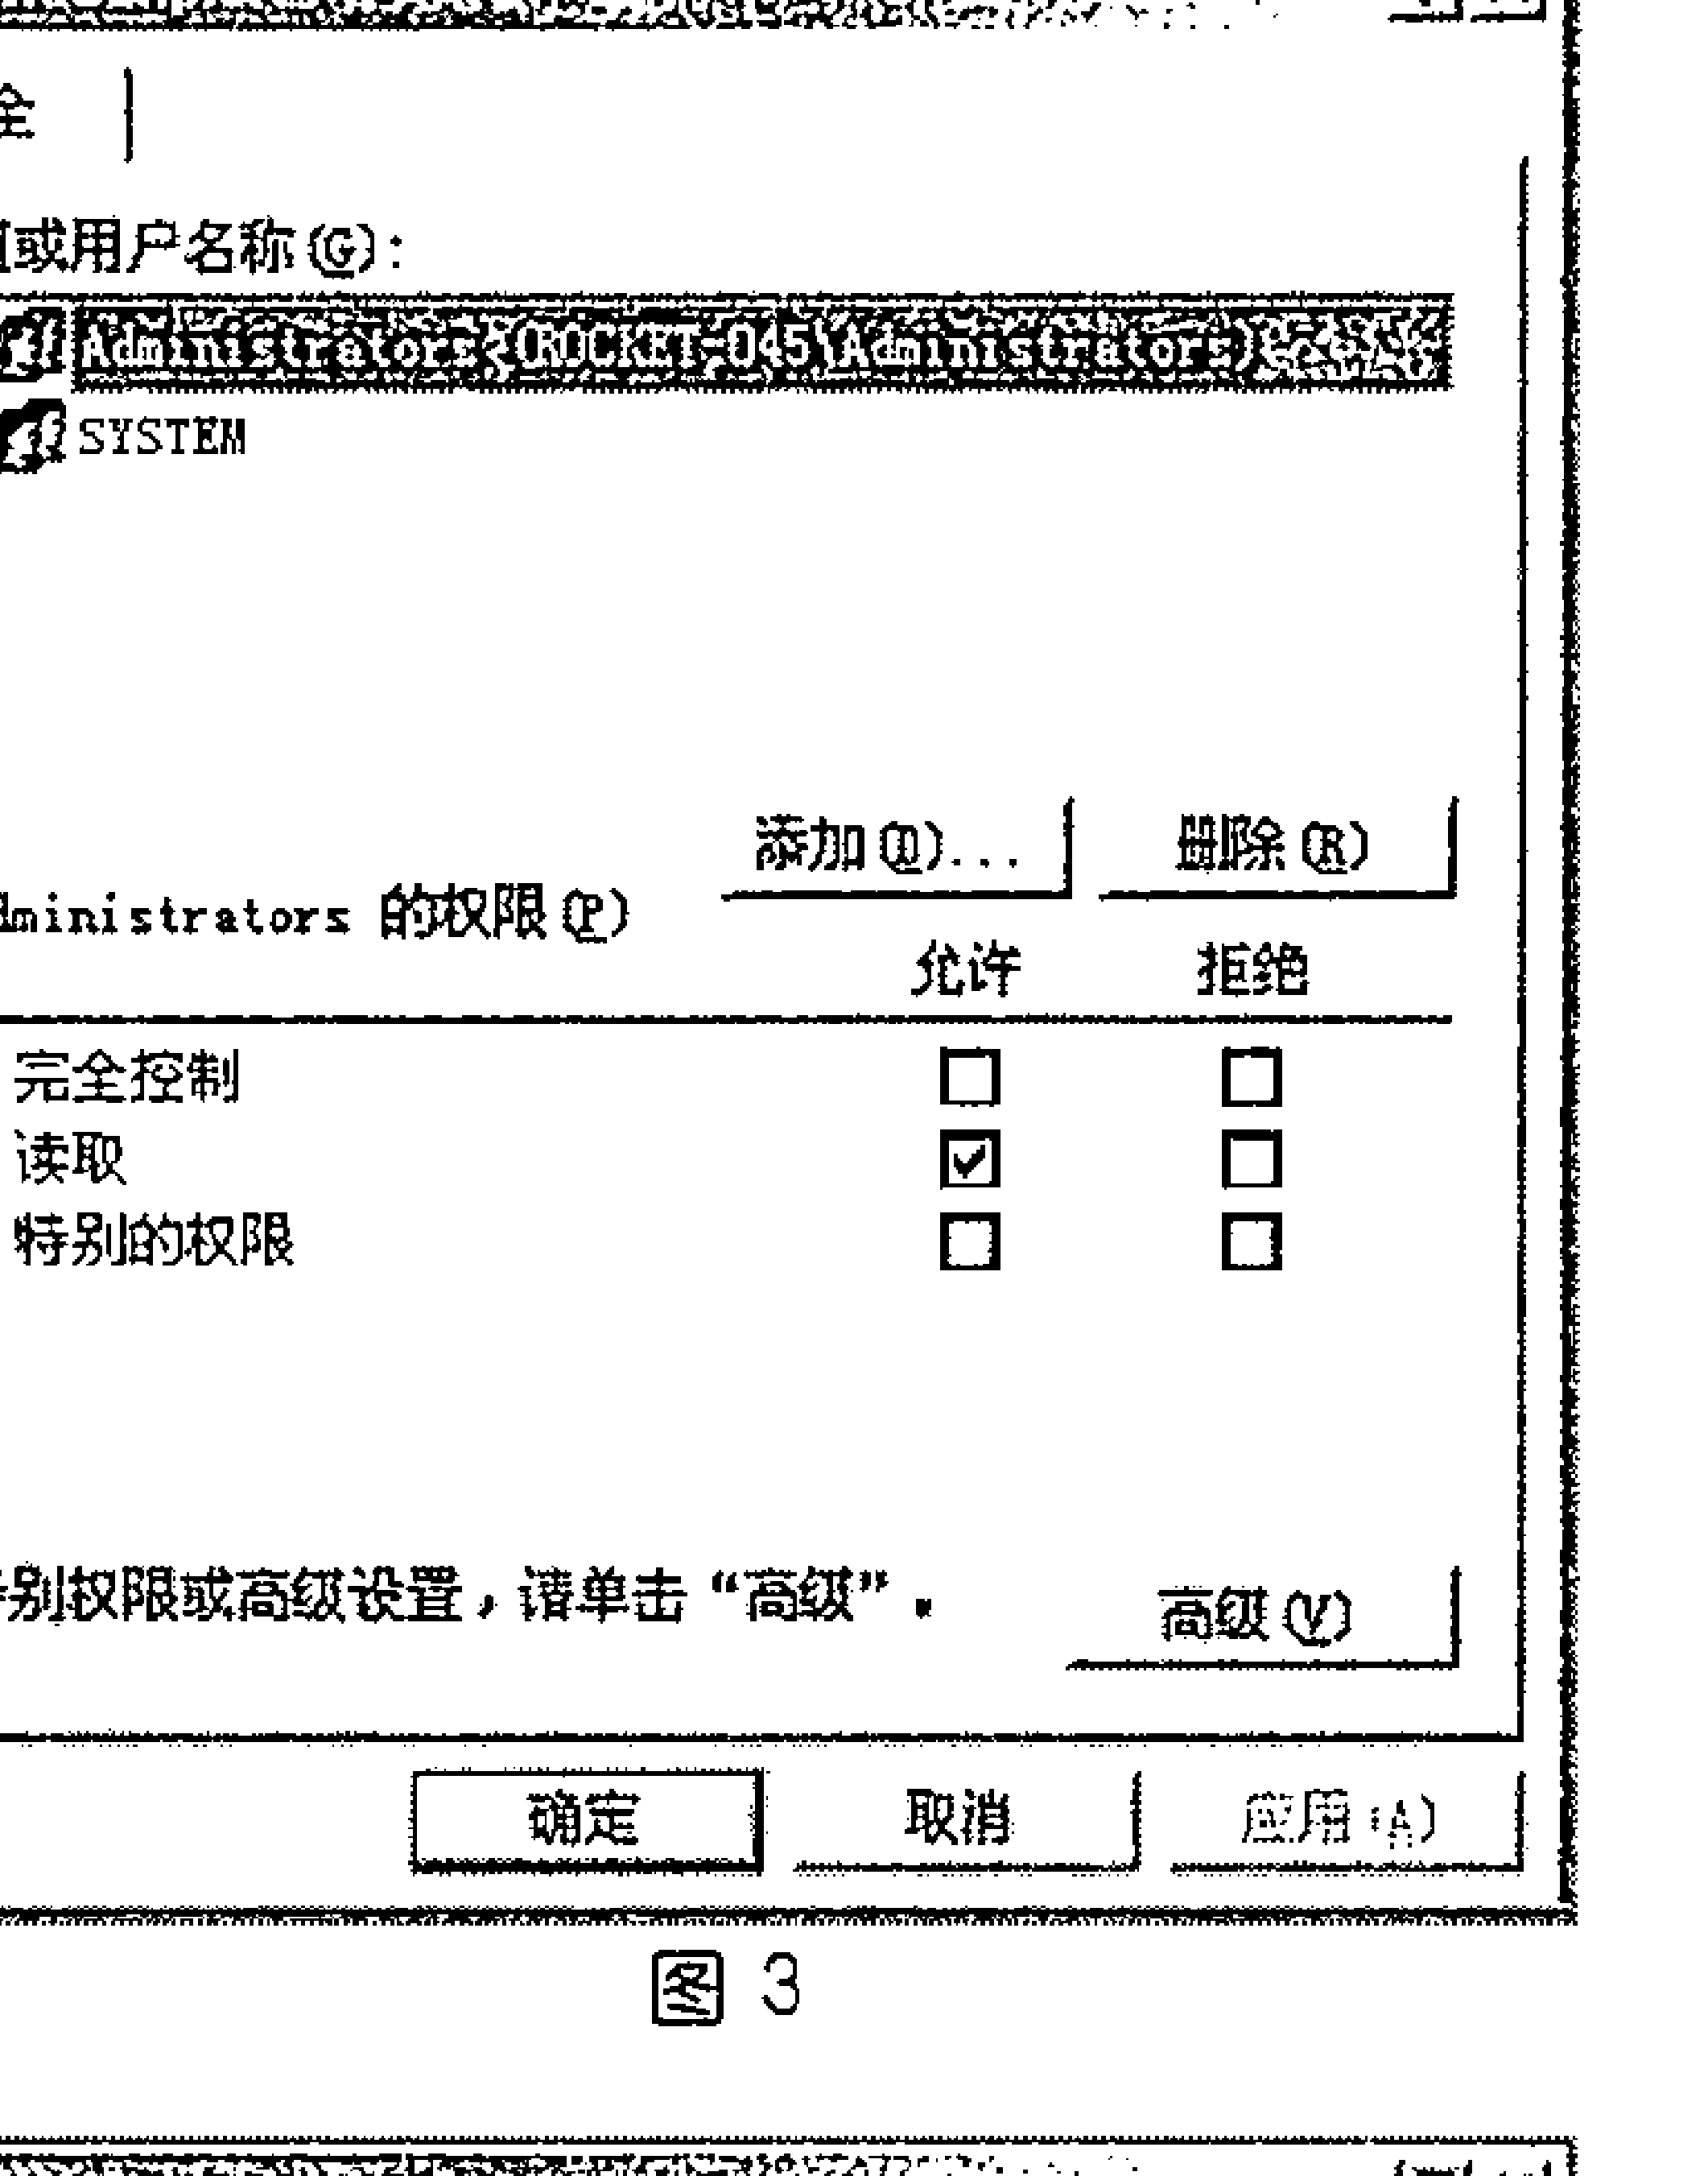 全
或用户名称(G):
Administrators (ROCKET-045\Administrators)
SYSTEM
添加(D)... 删除(R)
dministrators 的权限(P)
允许 拒绝
完全控制
读取
特别的权限
别权限或高级设置,请单击“高级”。
高级(V)
确定 取消 应用(A)
图 3